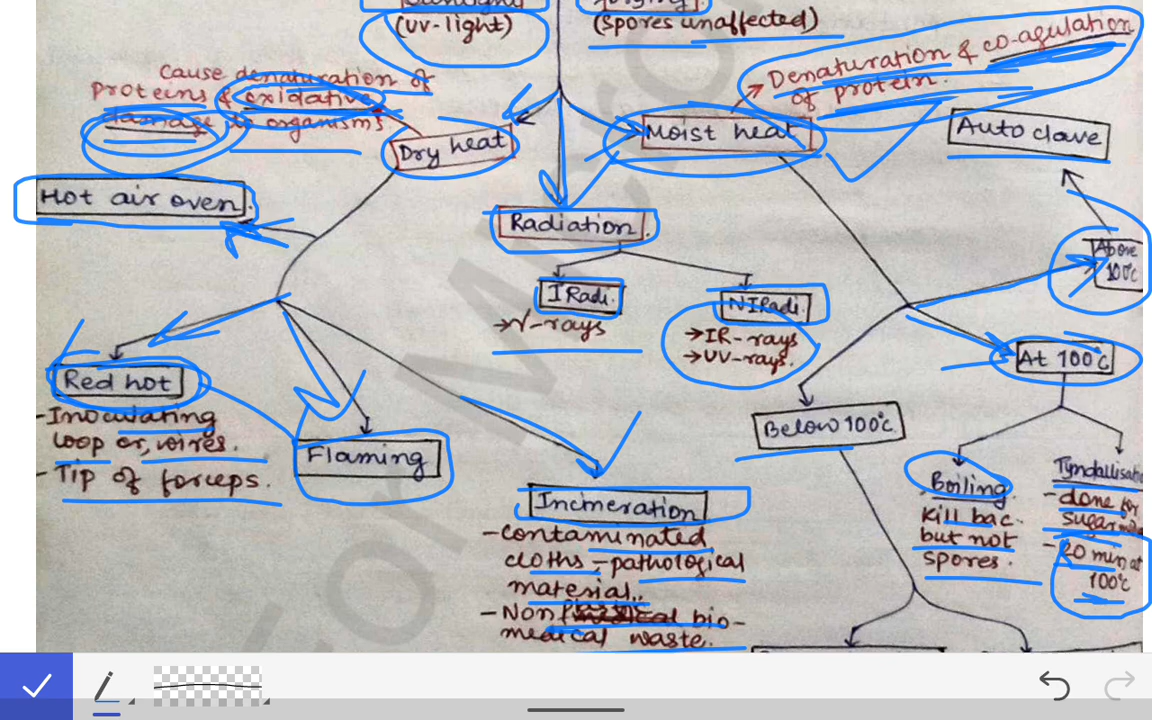 (UV-light)
(Spores unaffected)
Cause denaturation of
proteins & oxidative
damage to organisms
Denaturation & co-agulation
of protein.
Dry heat
Moist heat
Auto clave
Hot air oven
Radiation
Above
100°c
I Radi.
NIRadi.
→γ-rays
→IR-rays
→UV-rays.
At 100°c
Red hot
-Inoculating
loop or, wires.
- Tip of forceps.
Flaming
Below 100°c
Incineration
-contaminated
cloths,-pathological
material..
-Non bio-
medical waste.
Boiling
kill bac.
but not
spores.
-done for
sugar
-20 min at
100°c